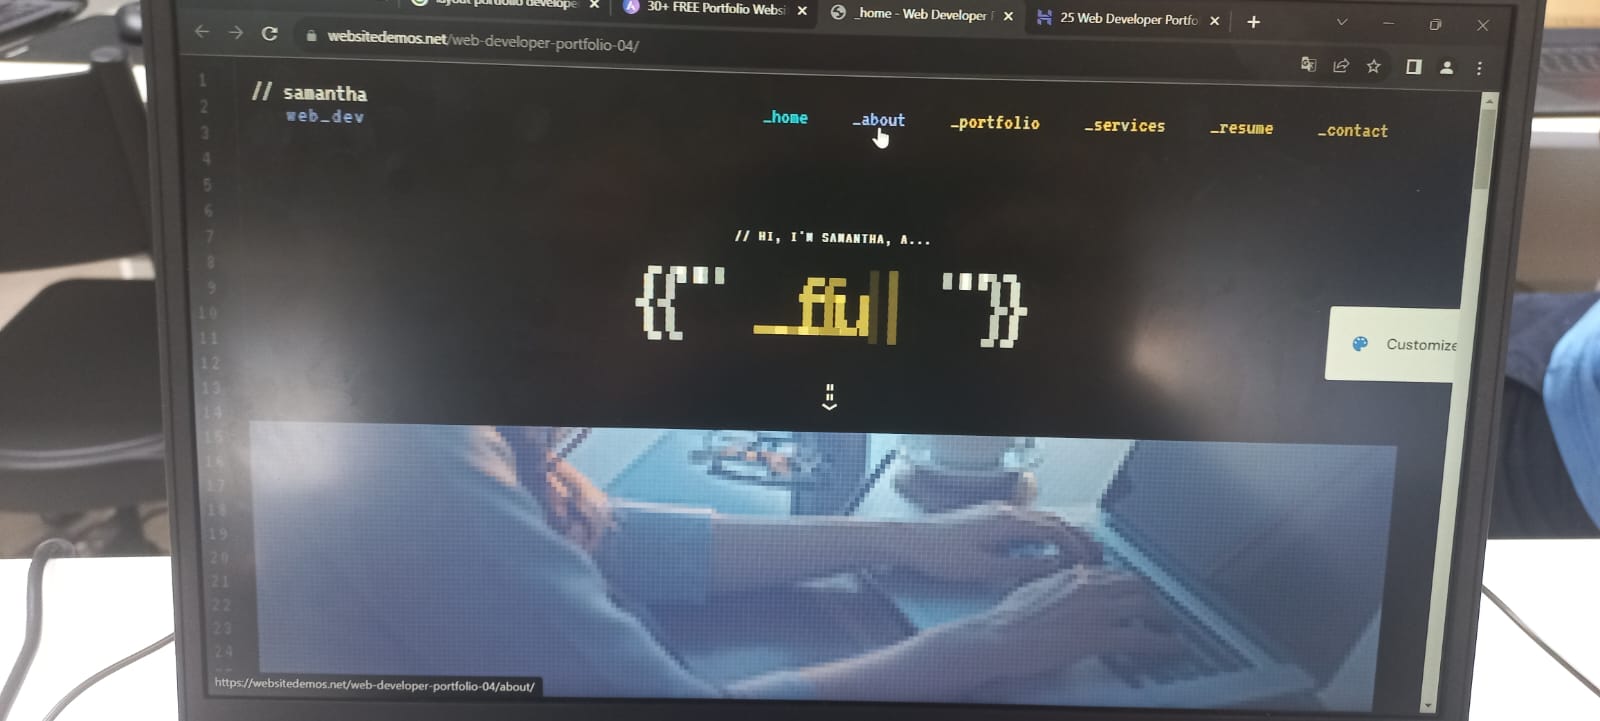 layout portfolio develope
30+ FREE Portfolio Websi
_home - Web Developer
25 Web Developer Portfo
websitedemos.net/web-developer-portfolio-04/
// samantha
web_dev
_home
_about
_portfolio
_services
_resume
_contact
// HI, I'M SAMANTHA, A...
{{""" _ffu """}}
Customize
1
2
3
4
5
6
7
8
9
10
11
12
13
14
15
16
17
18
19
20
21
22
23
24
https://websitedemos.net/web-developer-portfolio-04/about/